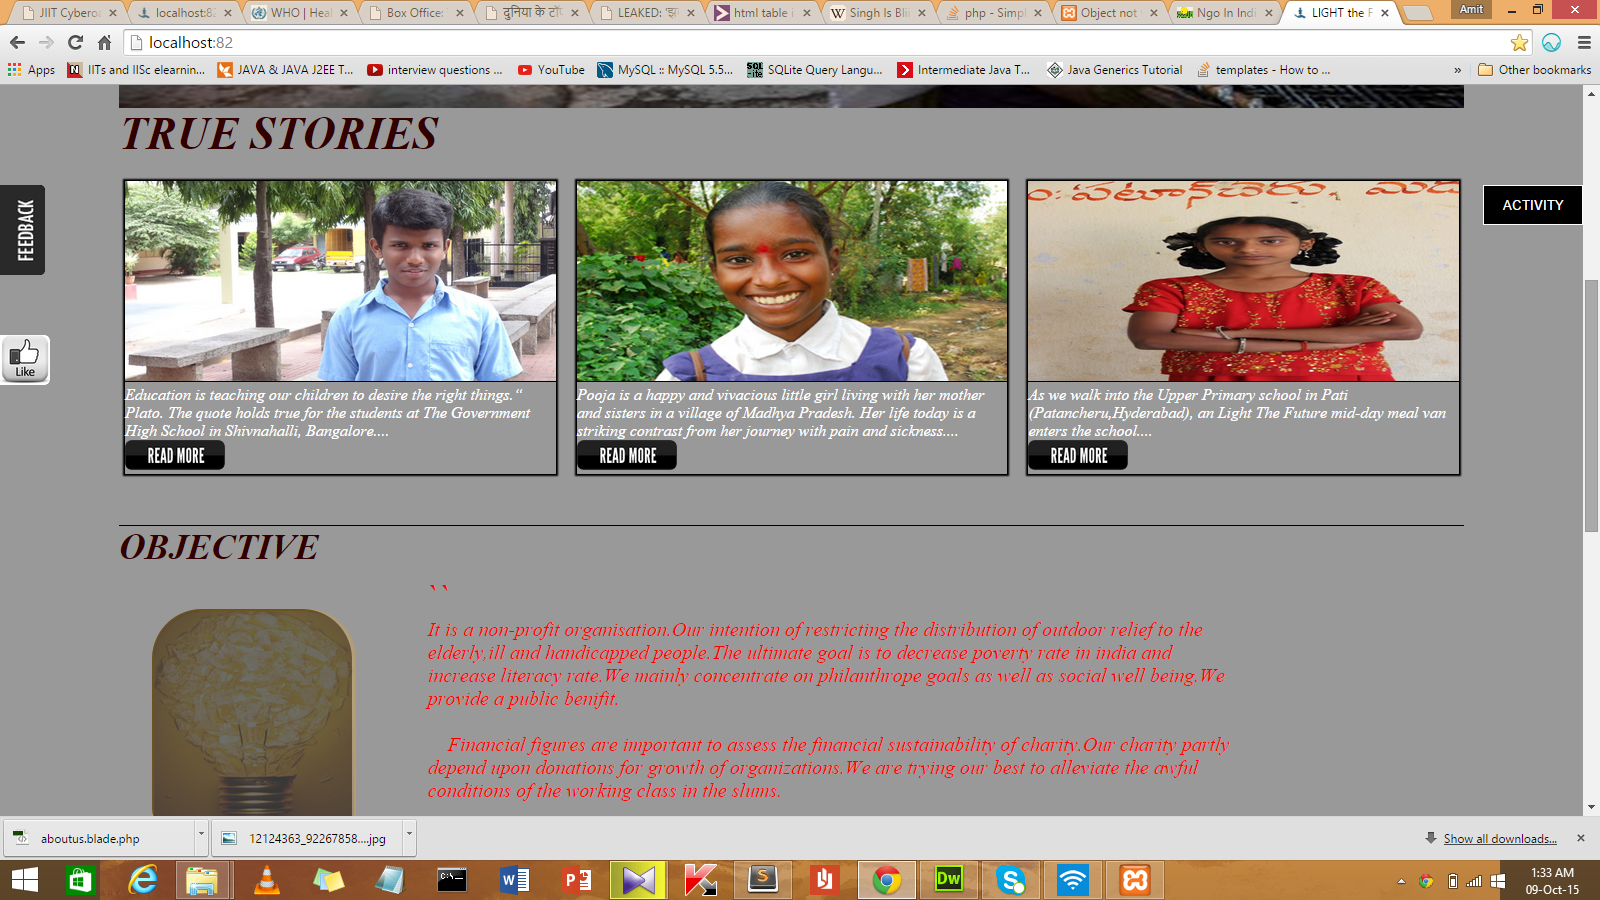 JIIT Cyberoa
localhost:82
WHO | Heal
Box Office:
दुनिया के टॉप
LEAKED: 'झ
html table i
Singh Is Bli
php - Simpl
Object not
Ngo In Indi
LIGHT the F
Amit
localhost:82
Apps
IITs and IISc elearnin...
JAVA & JAVA J2EE T...
interview questions ...
YouTube
MySQL :: MySQL 5.5...
SQLite Query Langu...
Intermediate Java T...
Java Generics Tutorial
templates - How to ...
»
Other bookmarks
TRUE STORIES
FEEDBACK
Like
ACTIVITY
Education is teaching our children to desire the right things.“
Plato. The quote holds true for the students at The Government
High School in Shivnahalli, Bangalore....
READ MORE
Pooja is a happy and vivacious little girl living with her mother
and sisters in a village of Madhya Pradesh. Her life today is a
striking contrast from her journey with pain and sickness....
READ MORE
As we walk into the Upper Primary school in Pati
(Patancheru,Hyderabad), an Light The Future mid-day meal van
enters the school....
READ MORE
OBJECTIVE
``
It is a non-profit organisation.Our intention of restricting the distribution of outdoor relief to the
elderly,ill and handicapped people.The ultimate goal is to decrease poverty rate in india and
increase literacy rate.We mainly concentrate on philanthrope goals as well as social well being.We
provide a public benifit.
Financial figures are important to assess the financial sustainability of charity.Our charity partly
depend upon donations for growth of organizations.We are trying our best to alleviate the awful
conditions of the working class in the slums.
aboutus.blade.php
12124363_92267858....jpg
Show all downloads...
1:33 AM
09-Oct-15